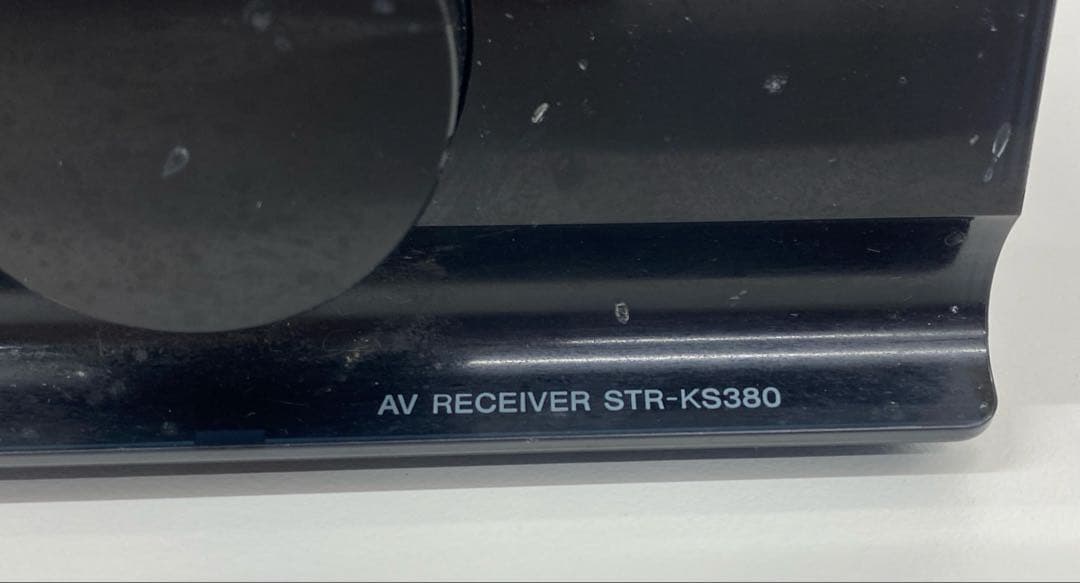 AV RECEIVER STR-KS380